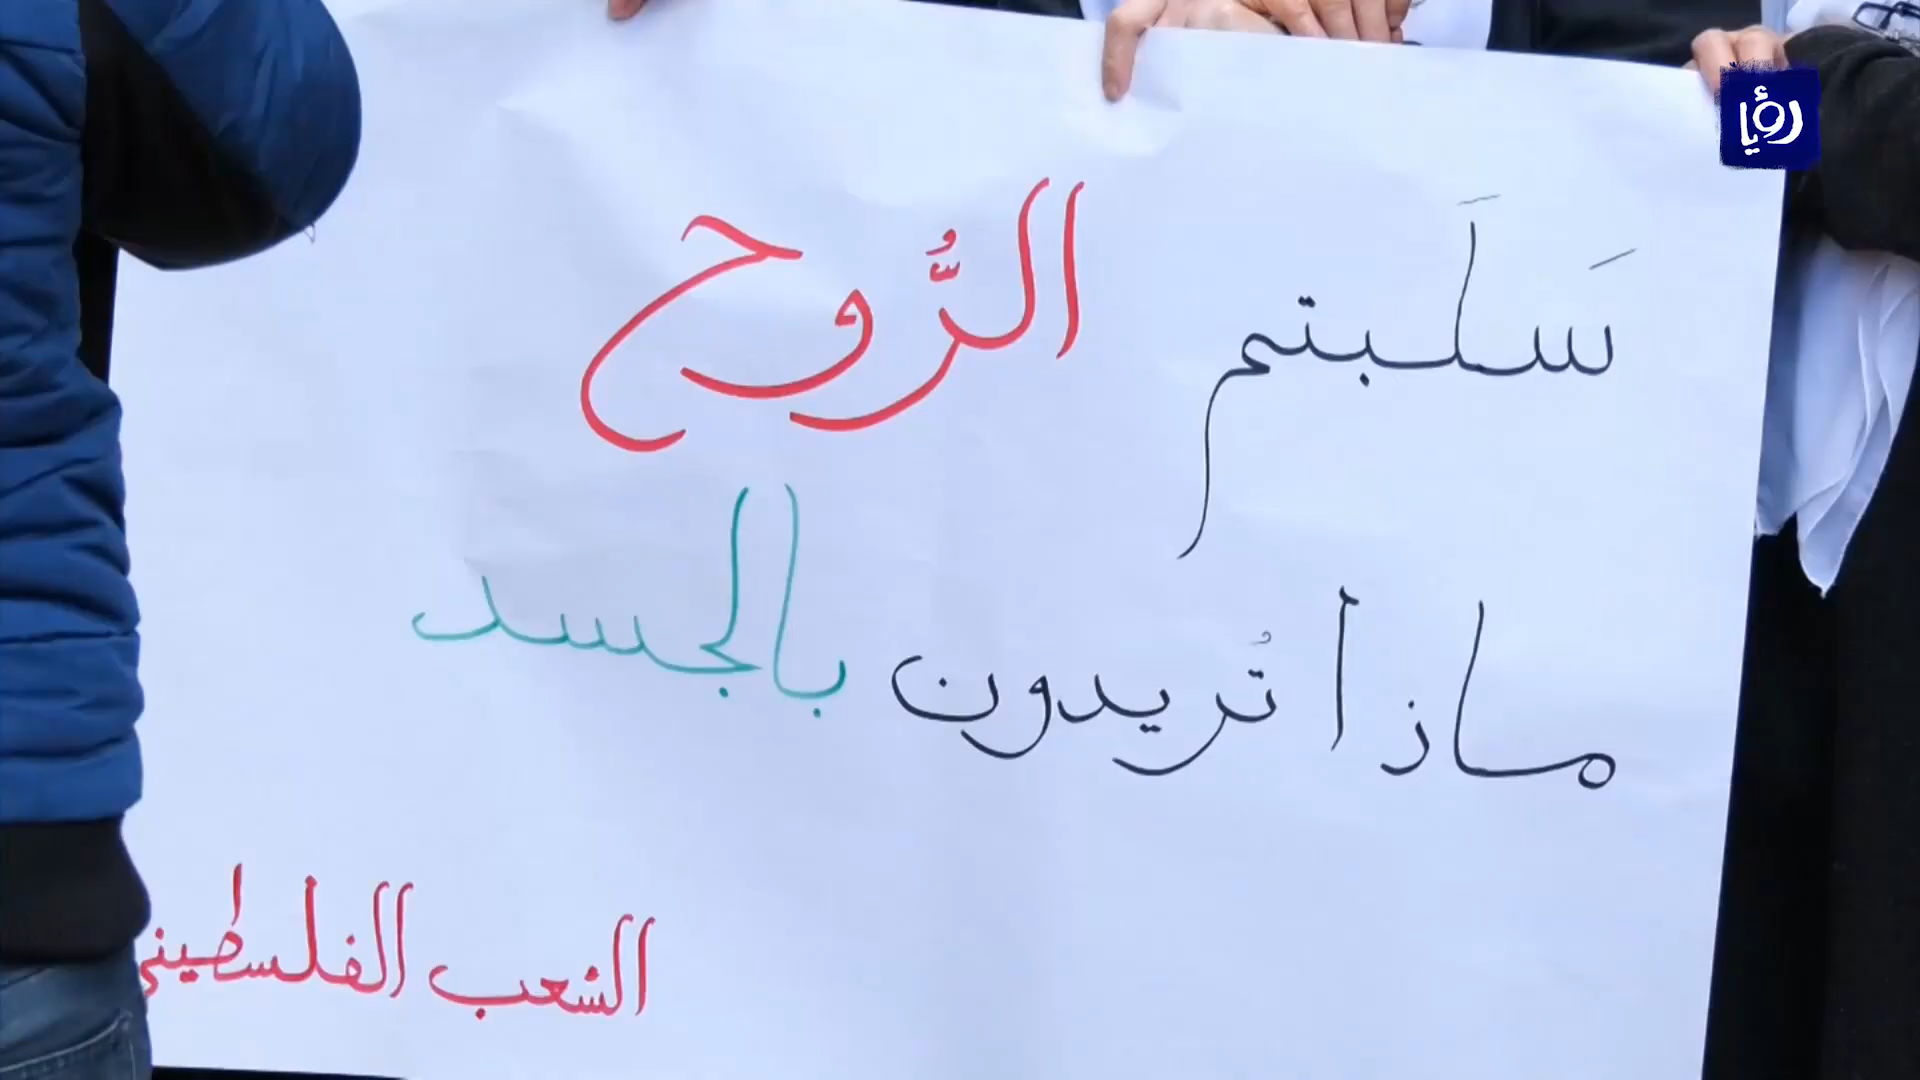 رؤيا
سَلَبتم الرُّوح
ماذا تُريدون بالجسد
الشعب الفلسطيني